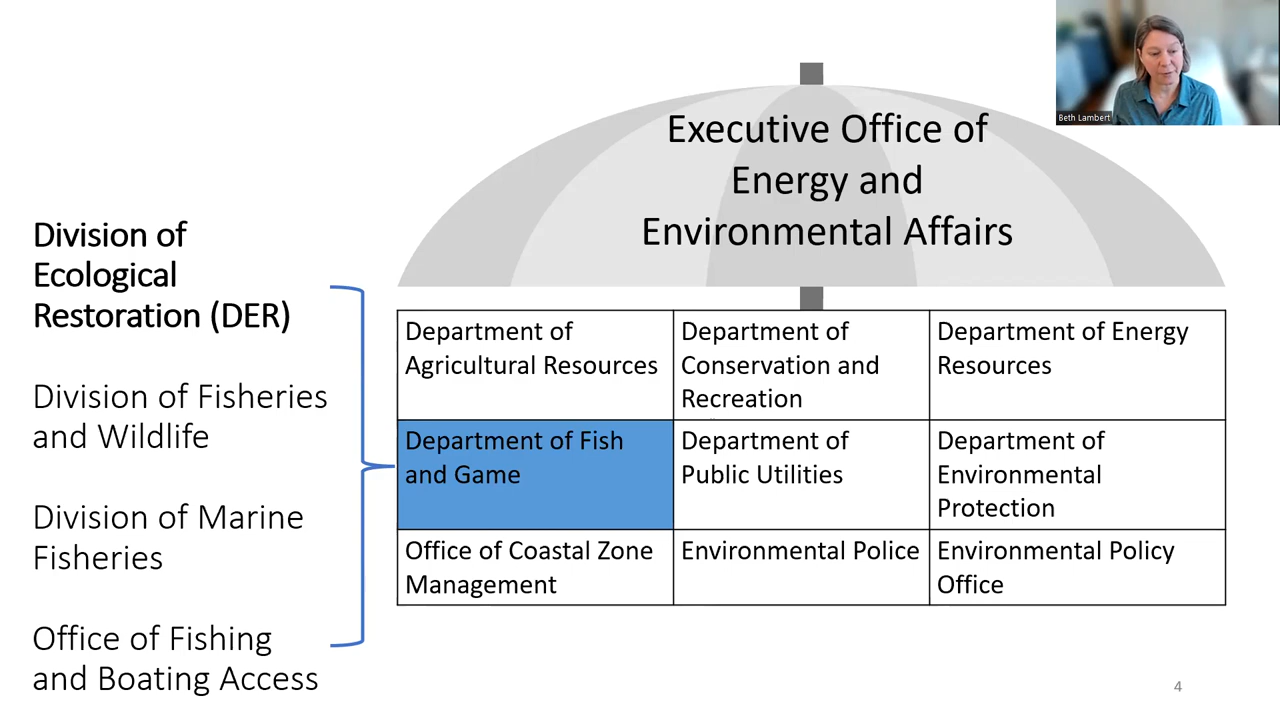 Executive Office of
Energy and
Environmental Affairs
Beth Lambert
Division of
Ecological
Restoration (DER)
Division of Fisheries
and Wildlife
Division of Marine
Fisheries
Office of Fishing
and Boating Access
Department of
Agricultural Resources
Department of
Conservation and
Recreation
Department of Energy
Resources
Department of Fish
and Game
Department of
Public Utilities
Department of
Environmental
Protection
Office of Coastal Zone
Management
Environmental Police
Environmental Policy
Office
4